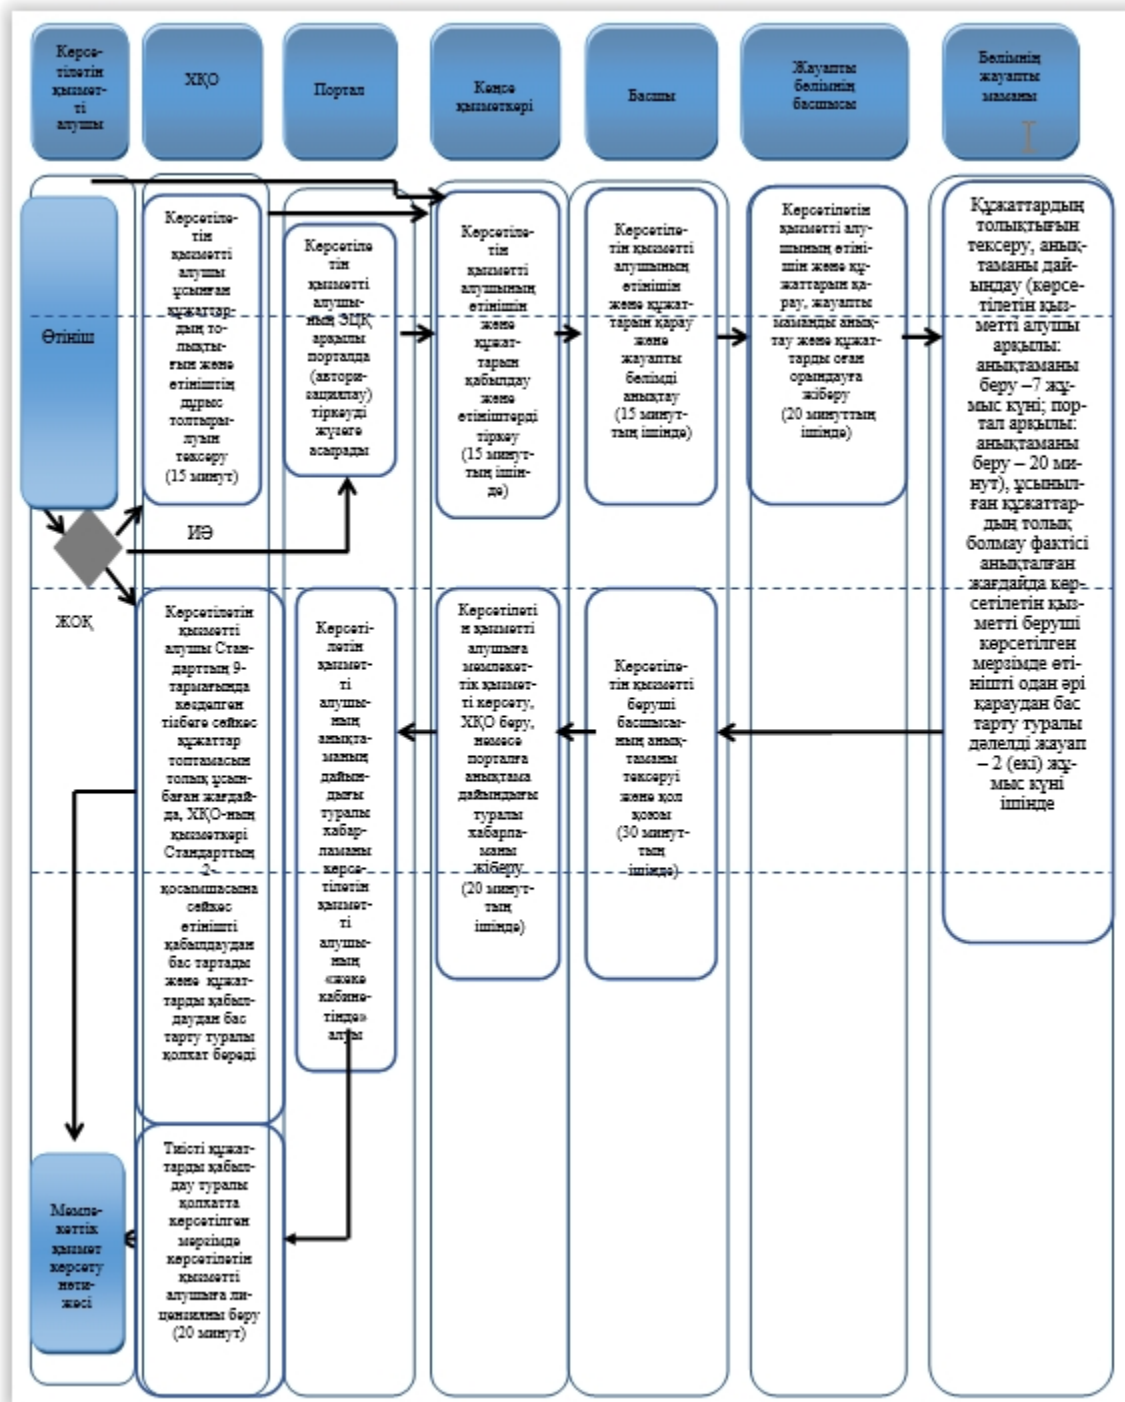 Көрсе-
тілетін
қызмет-
ті
алушы
ХҚО
Портал
Кеңсе
қызметкері
Басшы
Жауапты
бөлімнің
басшысы
Бөлімнің
жауапты
маманы
Өтініш
Көрсетіле-
тін
қызметті
алушы
ұсынған
құжаттар-
дың то-
лықты-
ғын және
өтініштің
дұрыс
толтыры-
луын
тексеру
(15 минут)
Көрсетіле
тін
қызметті
алушы-
ның ЭЦҚ
арқылы
порталда
(автори-
зациялау)
тіркеуді
жүзеге
асырады
Көрсетіле-
тін
қызметті
алушының
өтінішін
және
құжат-
тарын
қабылдау
және
өтініштерді
тіркеу
(15 минут-
тың ішін-
де)
Көрсетіле-
тін қызметті
алушының
өтінішін
және құжат-
тарын қарау
және
жауапты
бөлімді
анықтау
(15 минут-
тың ішінде)
Көрсетілетін
қызметті алу-
шының өтіні-
шін және құ-
жаттарын қа-
рау, жауапты
маманды анық-
тау және құжат-
тарды оған
орындауға
жіберу
(20 минуттың
ішінде)
Құжаттардың
толықтығын
тексеру, анық-
таманы дай-
ындау (көрсе-
тілетін қыз-
метті алушы
арқылы:
анықтаманы
беру –7 жұ-
мыс күні; пор-
тал арқылы:
анықтаманы
беру – 20 ми-
нут), ұсыныл-
ған құжаттар-
дың толық
болмау фактісі
анықталған
жағдайда көр-
сетілетін қыз-
метті беруші
көрсетілген
мерзімде өті-
нішті одан әрі
қараудан бас
тарту туралы
дәлелді жауап
– 2 (екі) жұ-
мыс күні
ішінде
ИӘ
ЖОҚ
Көрсетілетін
қызметті
алушы Стан-
дарттың 9-
тармағында
көзделген
тізбеге сәйкес
құжаттар
топтамасын
толық ұсын-
баған жағдай-
да, ХҚО-ның
қызметкері
Стандарттың
2-
қосымшасына
сәйкес
өтінішті
қабылдаудан
бас тартады
және құжат-
тарды қабыл-
даудан бас
тарту туралы
қолхат береді
Көрсеті-
летін
қызмет-
ті
алушы-
ның
анықта-
маның
дайын-
дығы
туралы
хабар-
ламаны
көрсе-
тілетін
қызмет-
ті
алушы-
ның
«жеке
кабине-
тінде»
алуы
Көрсетілеті
н қызметті
алушыға
мемлекет-
тік қызмет-
ті көрсету,
ХҚО беру,
немесе
порталға
анықтама
дайындығы
туралы
хабарла-
маны
жіберу
(20 минут-
тың
ішінде)
Көрсетіле-
тін қызметті
беруші
басшысы-
ның анық-
таманы
тексеруі
және қол
қоюы
(30 минут-
тың
ішінде)
Мемле-
кеттік
қызмет
көрсету
нәти-
жесі
Тиісті құжат-
тарды қабыл-
дау туралы
қолхатта
көрсетілген
мерзімде
көрсетілетін
қызметті
алушыға ли-
цензияны беру
(20 минут)